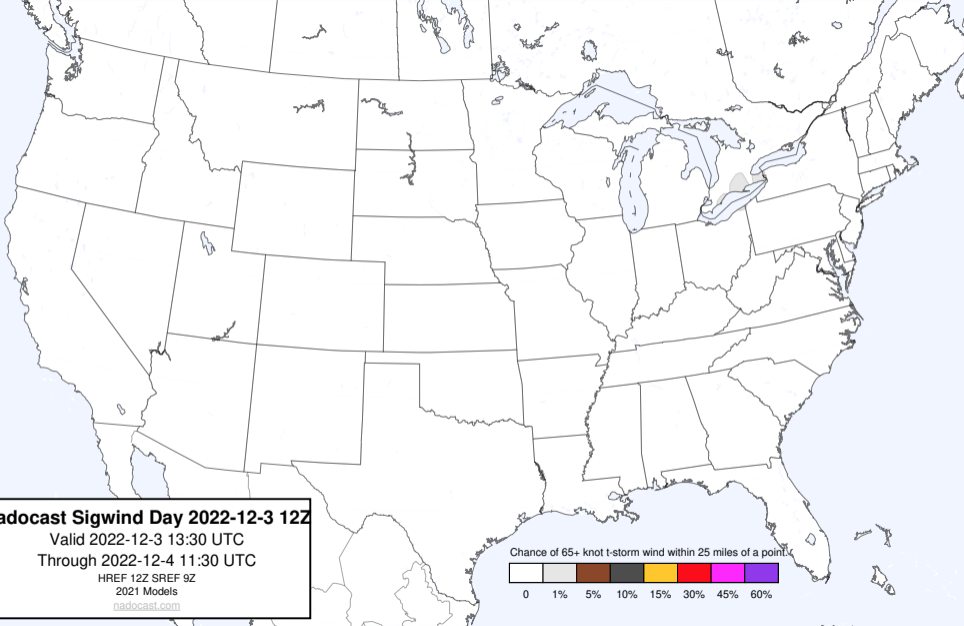 adocast Sigwind Day 2022-12-3 12Z
Valid 2022-12-3 13:30 UTC
Through 2022-12-4 11:30 UTC
HREF 12Z SREF 9Z
2021 Models
nadocast.com
Chance of 65+ knot t-storm wind within 25 miles of a point.
0 1% 5% 10% 15% 30% 45% 60%